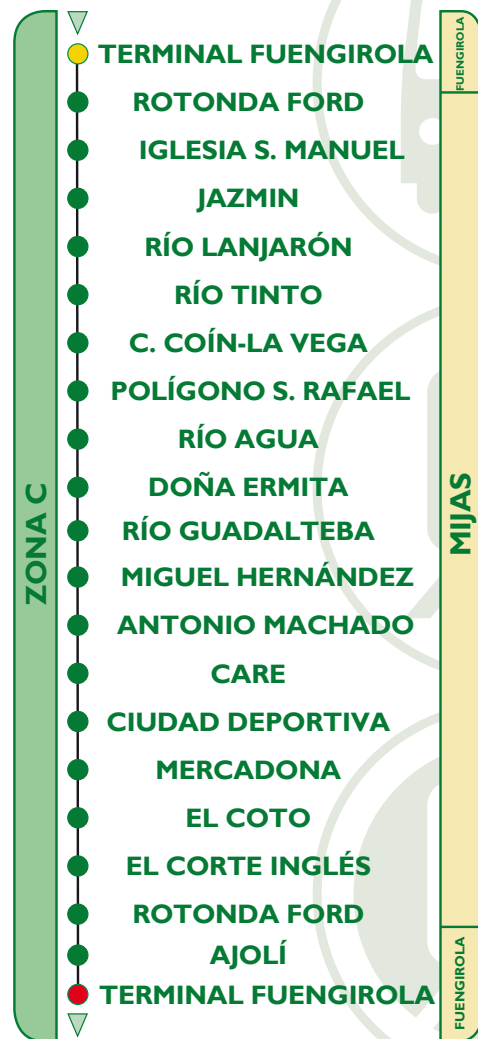 TERMINAL FUENGIROLA
ROTONDA FORD
IGLESIA S. MANUEL
JAZMIN
RÍO LANJARÓN
RÍO TINTO
C. COÍN-LA VEGA
POLÍGONO S. RAFAEL
RÍO AGUA
DOÑA ERMITA
RÍO GUADALTEBA
MIGUEL HERNÁNDEZ
ANTONIO MACHADO
CARE
CIUDAD DEPORTIVA
MERCADONA
EL COTO
EL CORTE INGLÉS
ROTONDA FORD
AJOLÍ
TERMINAL FUENGIROLA
ZONA C
FUENGIROLA
MIJAS
FUENGIROLA